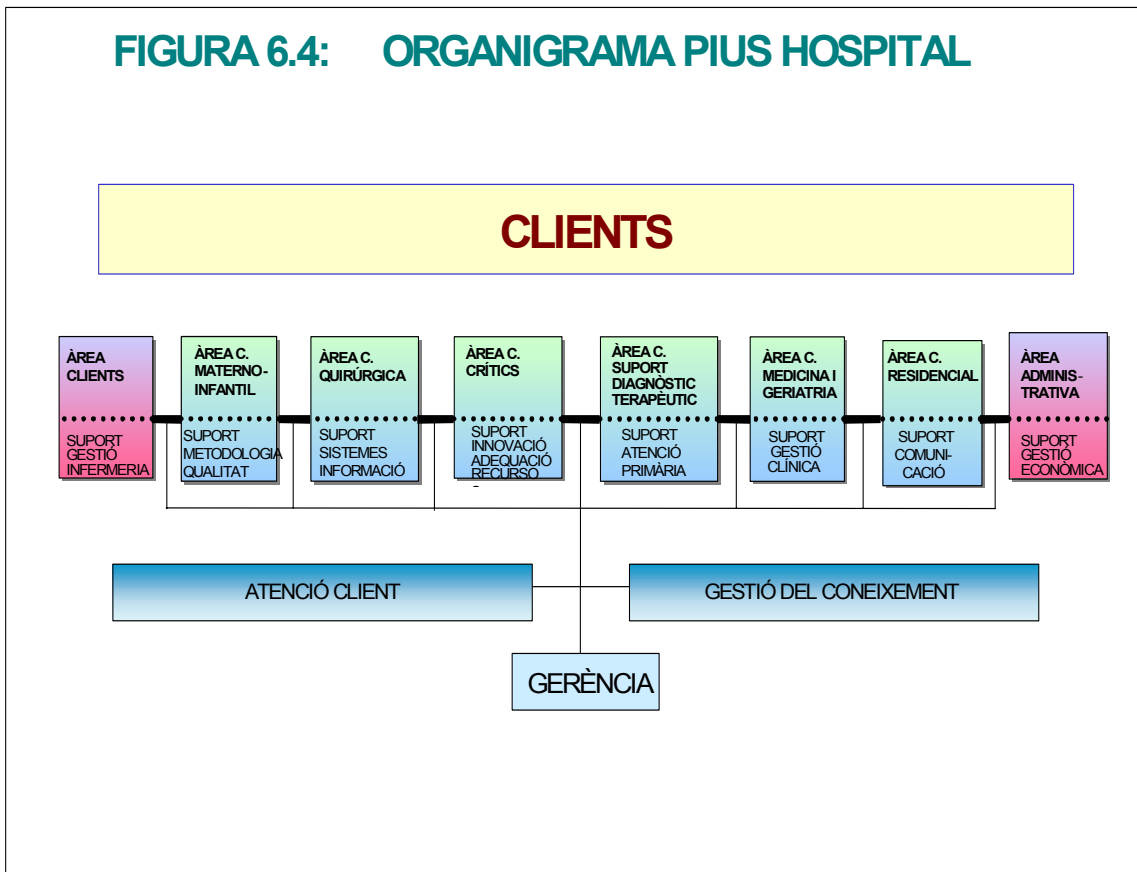 FIGURA 6.4: ORGANIGRAMA PIUS HOSPITAL
CLIENTS
ÀREA
CLIENTS
SUPORT
GESTIÓ
INFERMERIA
ÀREA C.
MATERNO-
INFANTIL
SUPORT
METODOLOGIA
QUALITAT
ÀREA C.
QUIRÚRGICA
SUPORT
SISTEMES
INFORMACIÓ
ÀREA C.
CRÍTICS
SUPORT
INNOVACIÓ
ADEQUACIÓ
RECURSO
ÀREA C.
SUPORT
DIAGNÒSTIC
TERAPÈUTIC
SUPORT
ATENCIÓ
PRIMÀRIA
ÀREA C.
MEDICINA I
GERIATRIA
SUPORT
GESTIÓ
CLÍNICA
ÀREA C.
RESIDENCIAL
SUPORT
COMUNI-
CACIÓ
ÀREA
ADMINIS-
TRATIVA
SUPORT
GESTIÓ
ECONÒMICA
ATENCIÓ CLIENT
GESTIÓ DEL CONEIXEMENT
GERÈNCIA